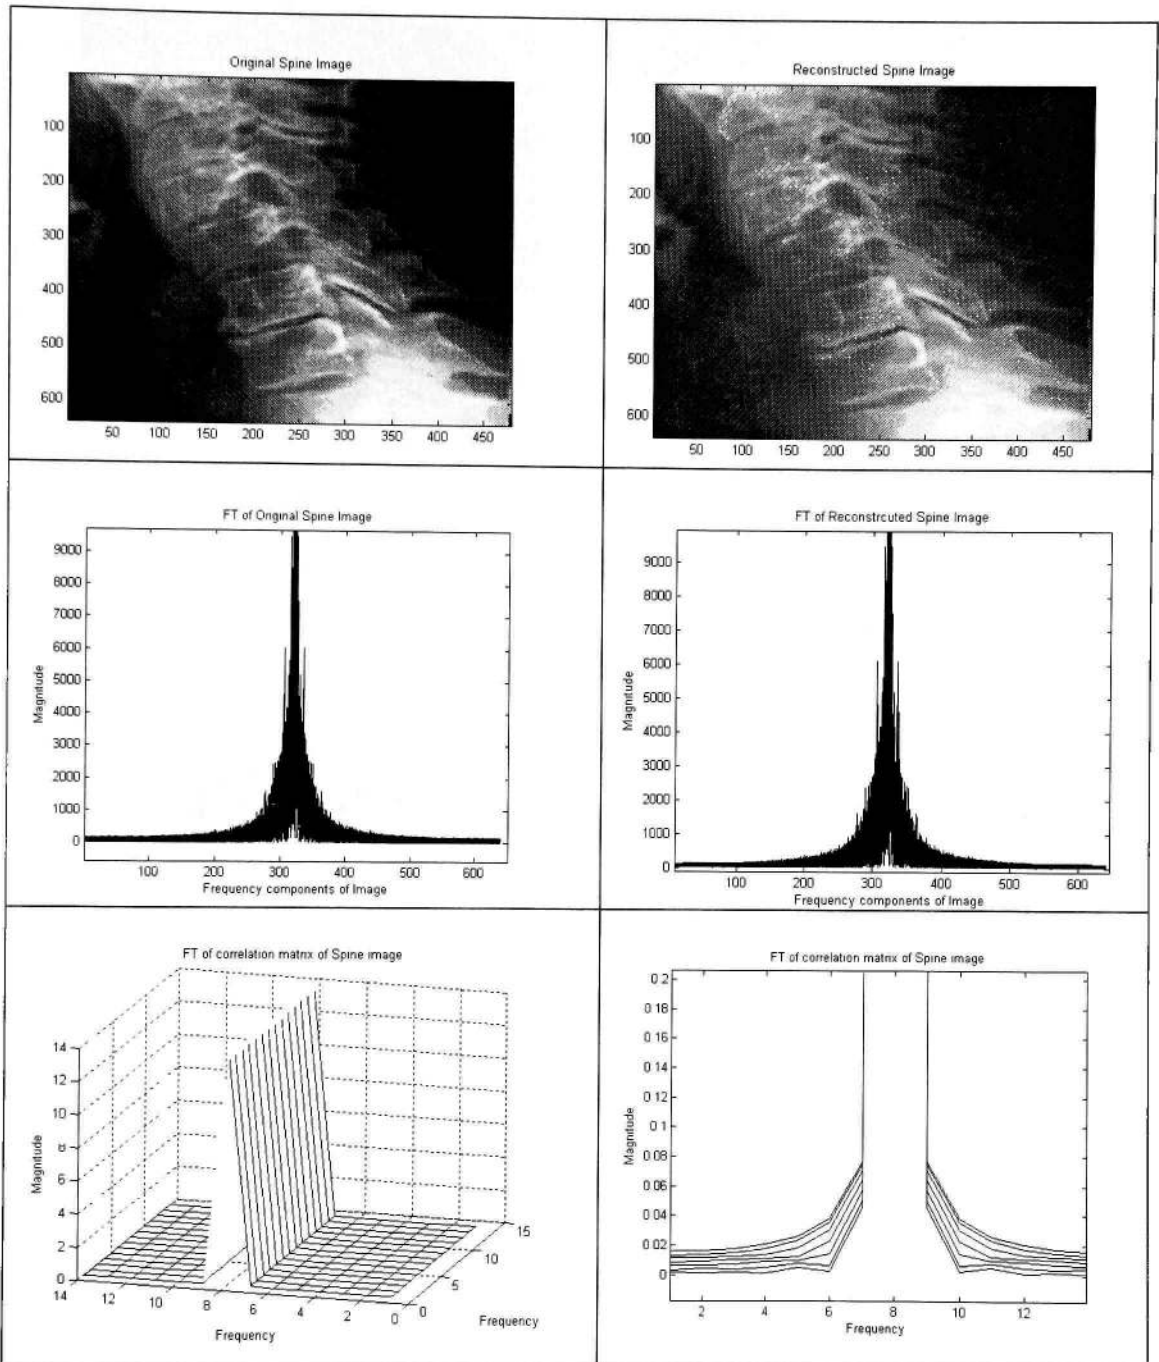 Original Spine Image
100
200
300
400
500
600
50 100 150 200 250 300 350 400 450
Reconstructed Spine Image
100
200
300
400
500
600
50 100 150 200 250 300 350 400 450
FT of Original Spine Image
9000
8000
7000
6000
5000
4000
3000
2000
1000
0
Magnitude
100 200 300 400 500 600
Frequency components of Image
FT of Reconstrcuted Spine Image
9000
8000
7000
6000
5000
4000
3000
2000
1000
0
Magnitude
100 200 300 400 500 600
Frequency components of Image
FT of correlation matrix of Spine image
14
12
10
8
6
4
2
0
Magnitude
14 12 10 8 6 4 2 0
Frequency
0 5 10 15
Frequency
FT of correlation matrix of Spine image
0.2
0.18
0.16
0.14
0.12
0.1
0.08
0.06
0.04
0.02
0
Magnitude
2 4 6 8 10 12
Frequency